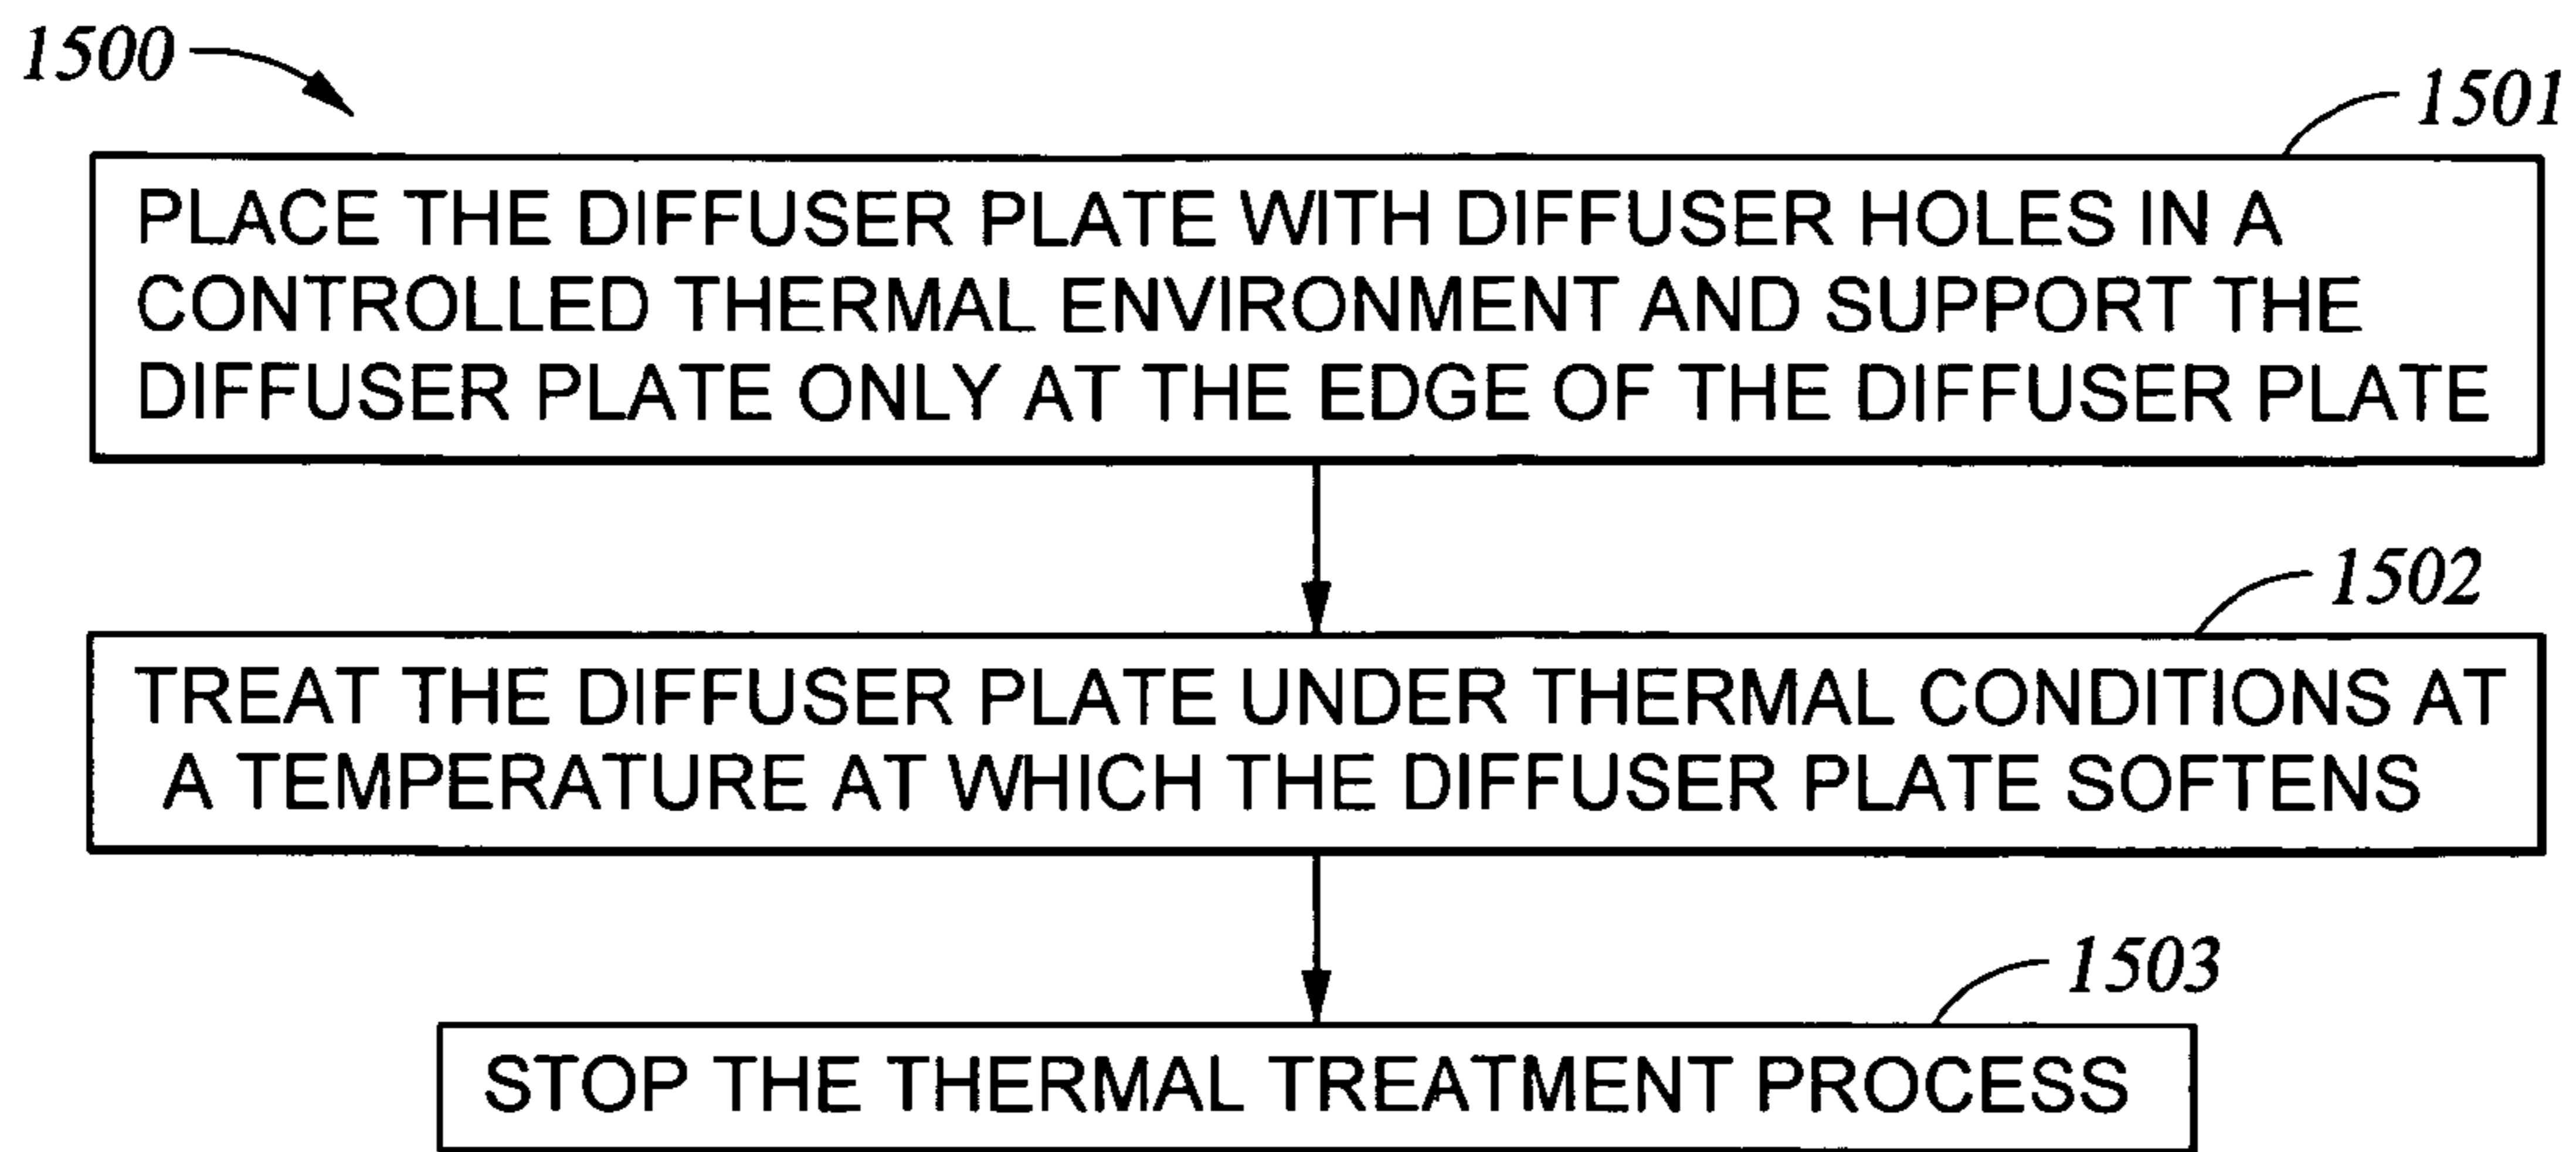 1500
1501
PLACE THE DIFFUSER PLATE WITH DIFFUSER HOLES IN A
CONTROLLED THERMAL ENVIRONMENT AND SUPPORT THE
DIFFUSER PLATE ONLY AT THE EDGE OF THE DIFFUSER PLATE
1502
TREAT THE DIFFUSER PLATE UNDER THERMAL CONDITIONS AT
A TEMPERATURE AT WHICH THE DIFFUSER PLATE SOFTENS
1503
STOP THE THERMAL TREATMENT PROCESS